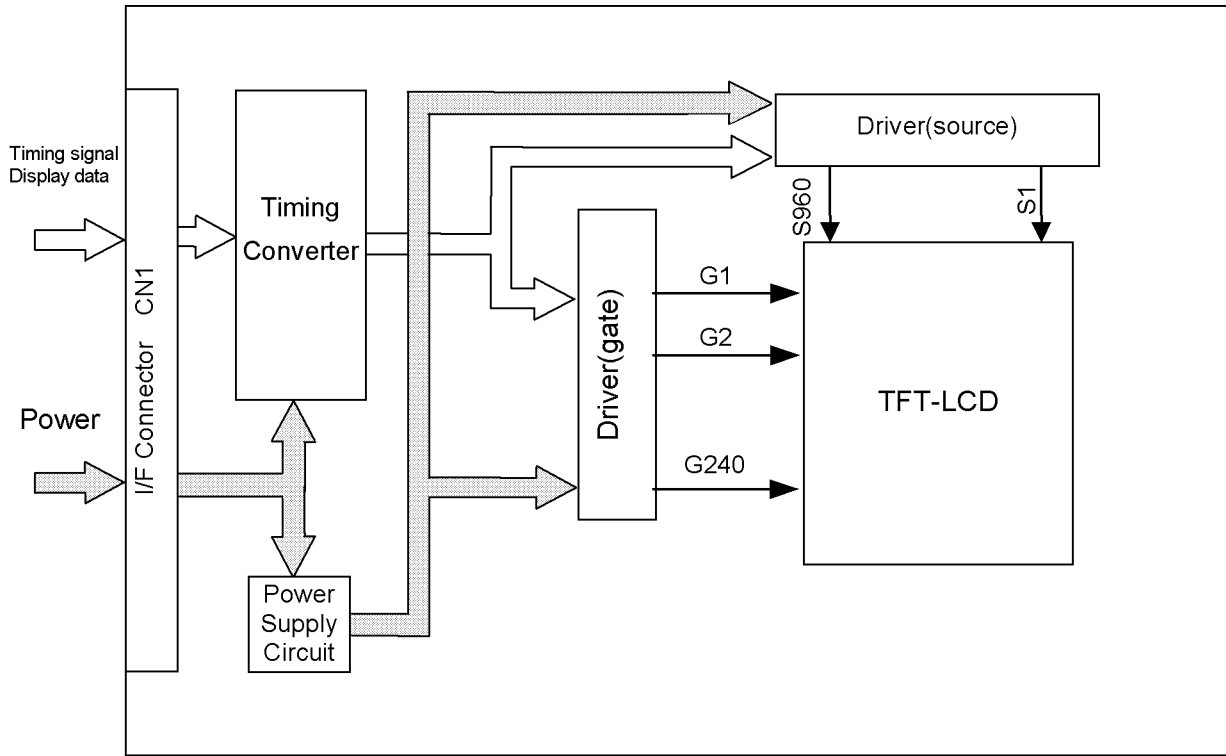 Timing signal
Display data
Power
I/F Connector CN1
Timing
Converter
Power
Supply
Circuit
Driver(source)
S960
S1
Driver(gate)
G1
G2
G240
TFT-LCD